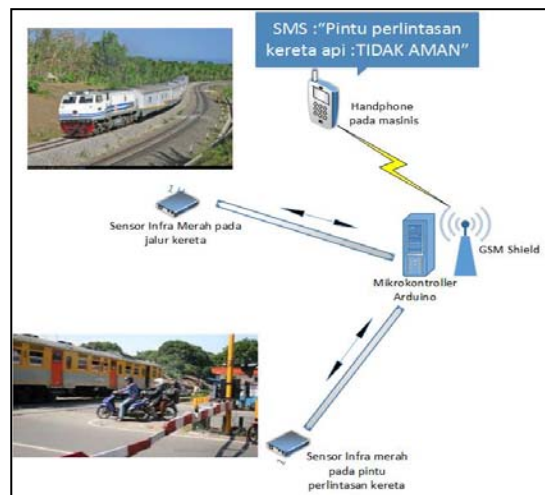 SMS :"Pintu perlintasan
kereta api :TIDAK AMAN"
Handphone
pada masinis
Sensor Infra Merah pada
jalur kereta
GSM Shield
Mikrokontroller
Arduino
Sensor Infra merah
pada pintu
perlintasan kereta